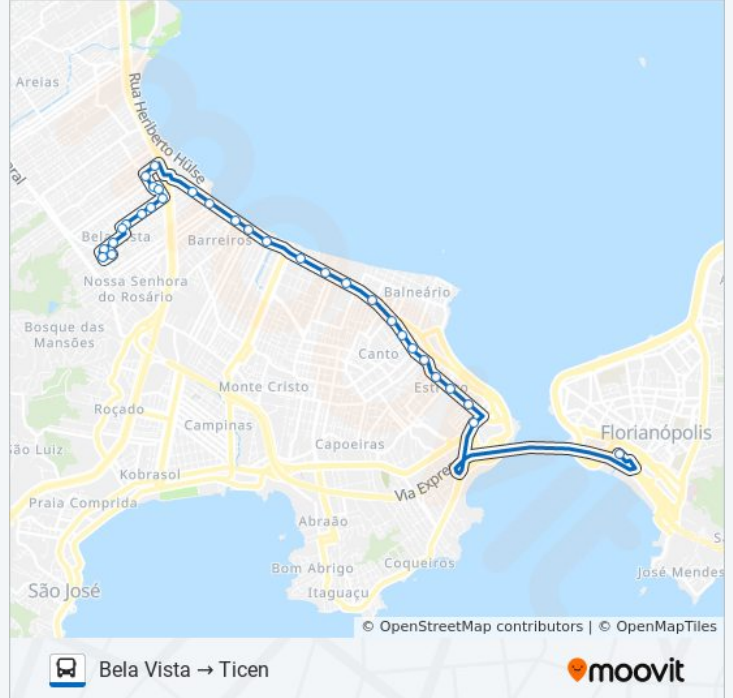 Areias
Rua Heriberto Hülse
eral
Bela Vista
Barreiros
Nossa Senhora
do Rosário
Balneário
Bosque das
Mansões
Canto
Monte Cristo
Estreito
Roçado
Campinas
Florianópolis
São Luiz
Capoeiras
Kobrasol
Via Expre
Praia Comprida
Abraão
Coqueiros
Bom Abrigo
José Mendes
São José
Itaguaçu
© OpenStreetMap contributors | © OpenMapTiles
Bela Vista → Ticen
moovit